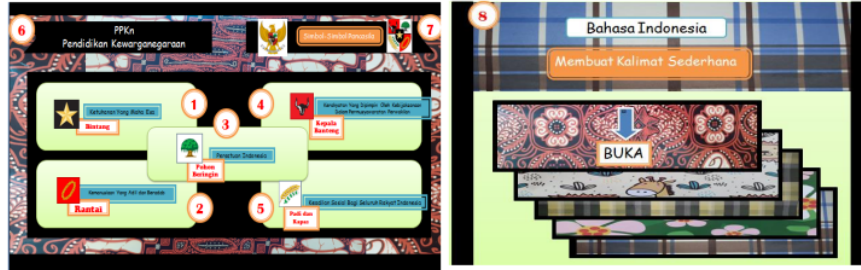 6
PPKn
Pendidikan Kewarganegaraan
Simbol-Simbol Pancasila
7
1
Ketuhanan Yang Maha Esa
Bintang
4
Kerakyatan Yang Dipimpin Oleh Kebijaksanaan
Dalam Permusyawaratan Perwakilan
Kepala
Banteng
3
Persatuan Indonesia
Pohon
Beringin
Kemanusiaan Yang Adil dan Beradab
Rantai
2
Keadilan Sosial Bagi Seluruh Rakyat Indonesia
Padi dan
Kapas
5
8
Bahasa Indonesia
Membuat Kalimat Sederhana
BUKA